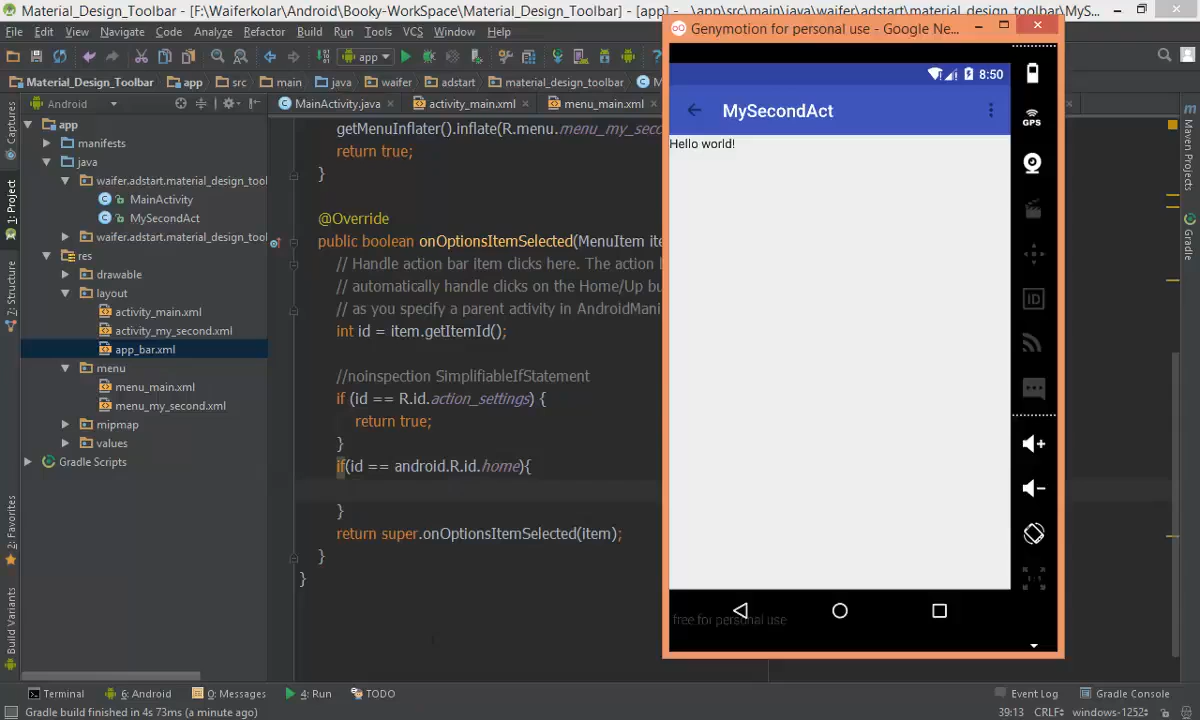 Material_Design_Toolbar - [F:\Waiferkolar\Android\Booky-WorkSpace\Material_Design_Toolbar] - [app] - ...\app\src\main\java\waifer\adstart\material_design_toolbar\MyS...
File Edit View Navigate Code Analyze Refactor Build Run Tools VCS Window Help
app
Material_Design_Toolbar app src main java waifer adstart material_design_toolbar
Android
MainActivity.java activity_main.xml menu_main.xml
Captures
1: Project
7: Structure
2: Favorites
Build Variants
app
manifests
java
waifer.adstart.material_design_tool
MainActivity
MySecondAct
waifer.adstart.material_design_tool
res
drawable
layout
activity_main.xml
activity_my_second.xml
app_bar.xml
menu
menu_main.xml
menu_my_second.xml
mipmap
values
Gradle Scripts
getMenuInflater().inflate(R.menu.menu_my_seco
return true;
}
@Override
public boolean onOptionsItemSelected(MenuItem ite
// Handle action bar item clicks here. The action b
// automatically handle clicks on the Home/Up bu
// as you specify a parent activity in AndroidMani
int id = item.getItemId();
//noinspection SimplifiableIfStatement
if (id == R.id.action_settings) {
return true;
}
if(id == android.R.id.home){
}
return super.onOptionsItemSelected(item);
}
}
Genymotion for personal use - Google Ne...
8:50
MySecondAct
Hello world!
free for personal use
GPS
ID
Maven Projects
Gradle
Terminal 6: Android 0: Messages 4: Run TODO Event Log Gradle Console
Gradle build finished in 4s 73ms (a minute ago) 39:13 CRLF windows-1252